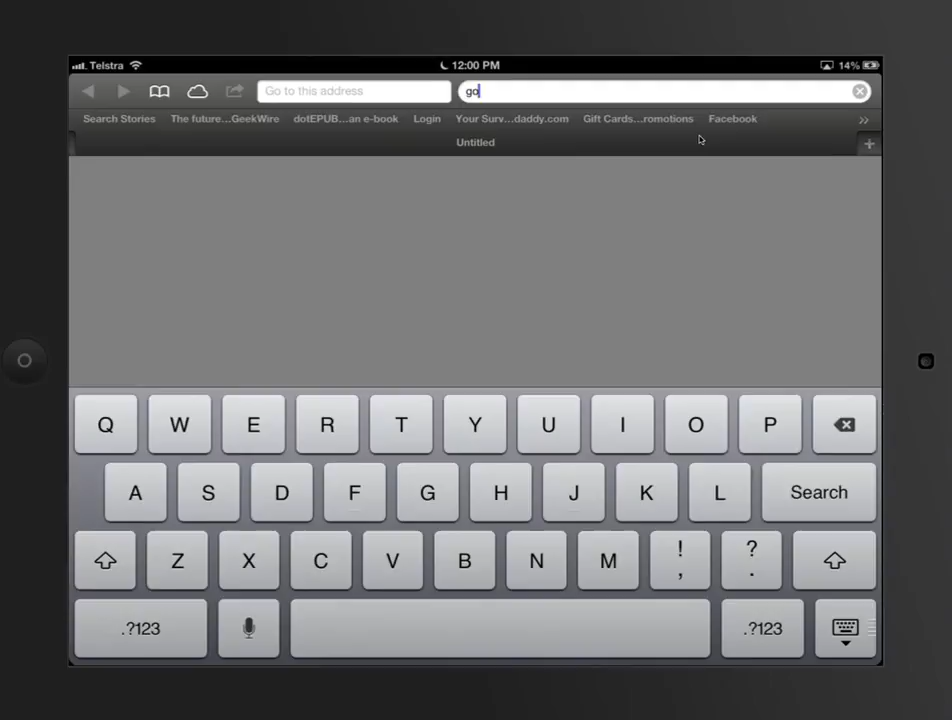 Telstra 12:00 PM 14%
Go to this address go
Search Stories The future...GeekWire dotEPUB...an e-book Login Your Surv...daddy.com Gift Cards...romotions Facebook »
Untitled +
Q W E R T Y U I O P
A S D F G H J K L Search
Z X C V B N M ! , ? .
.?123 .?123